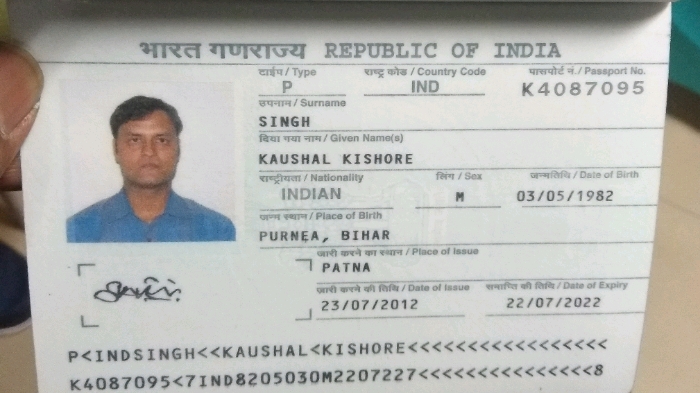 भारत गणराज्य REPUBLIC OF INDIA
टाईप / Type राष्ट्र कोड / Country Code पासपोर्ट नं. / Passport No.
P IND K4087095
उपनाम / Surname
SINGH
दिया गया नाम / Given Name(s)
KAUSHAL KISHORE
राष्ट्रीयता / Nationality लिंग / Sex जन्मतिथि / Date of Birth
INDIAN M 03/05/1982
जन्म स्थान / Place of Birth
PURNEA, BIHAR
जारी करने का स्थान / Place of Issue
PATNA
जारी करने की तिथि / Date of Issue समाप्ति की तिथि / Date of Expiry
23/07/2012 22/07/2022
P<INDSINGH<<KAUSHAL<KISHORE<<<<<<<<<<<<<<<<<
K4087095<7IND8205030M2207227<<<<<<<<<<<<<<<8